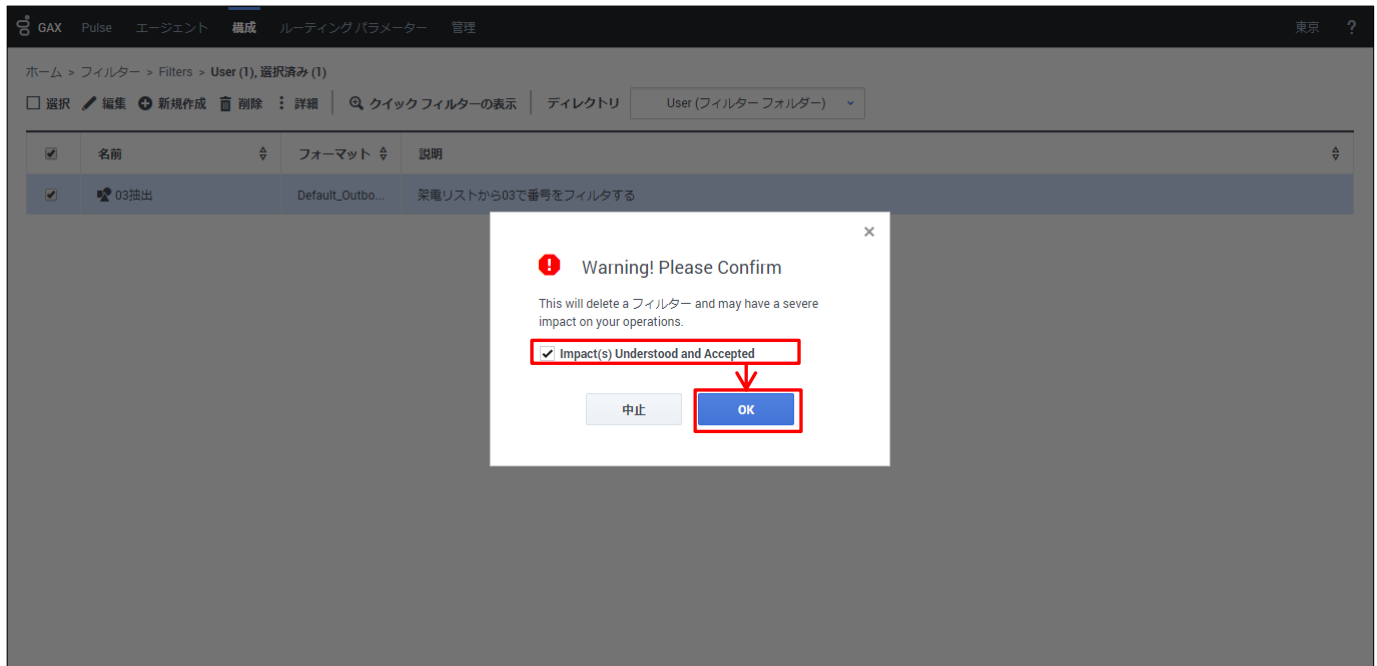 GAX Pulse エージェント 構成 ルーティング パラメーター 管理 東京 ?
ホーム > フィルター > Filters > User (1), 選択済み (1)
選択 編集 新規作成 削除 詳細 クイック フィルターの表示 ディレクトリ User (フィルター フォルダー)
名前 フォーマット 説明
03抽出 Default_Outbo... 架電リストから03で番号をフィルタする
Warning! Please Confirm
This will delete a フィルター and may have a severe
impact on your operations.
Impact(s) Understood and Accepted
中止 OK